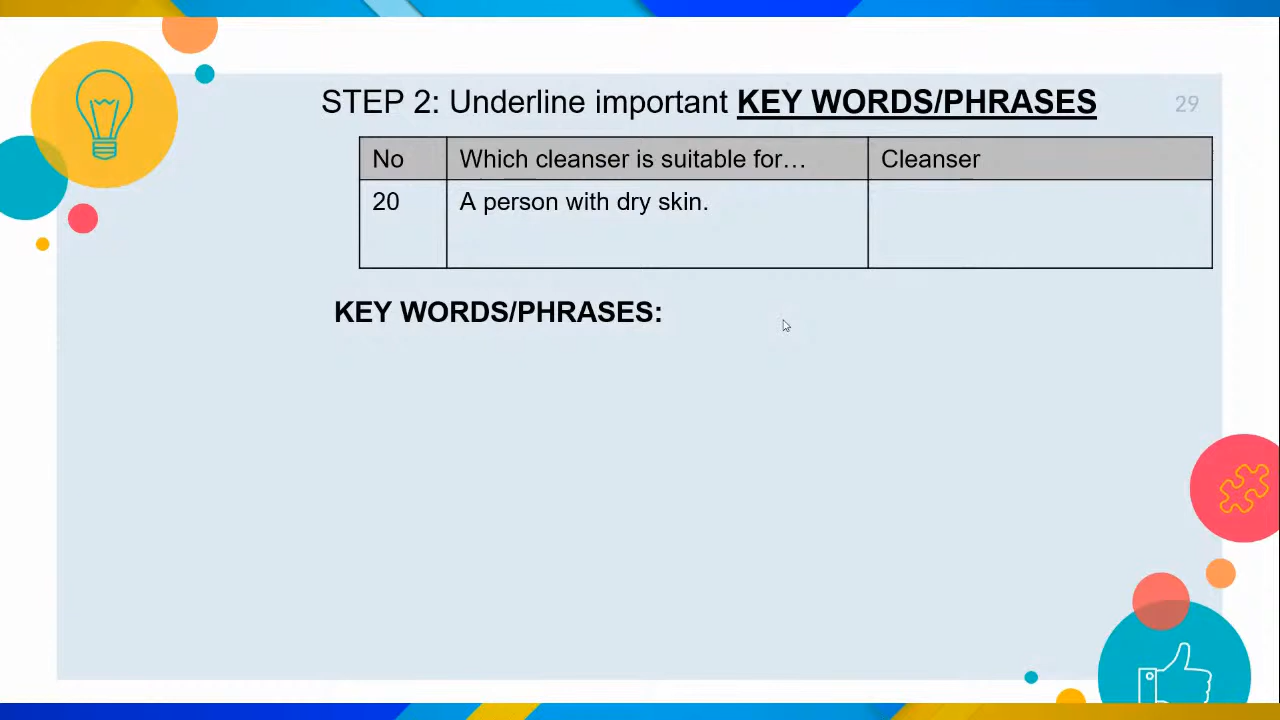 STEP 2: Underline important KEY WORDS/PHRASES
29
No Which cleanser is suitable for… Cleanser
20 A person with dry skin.
KEY WORDS/PHRASES: